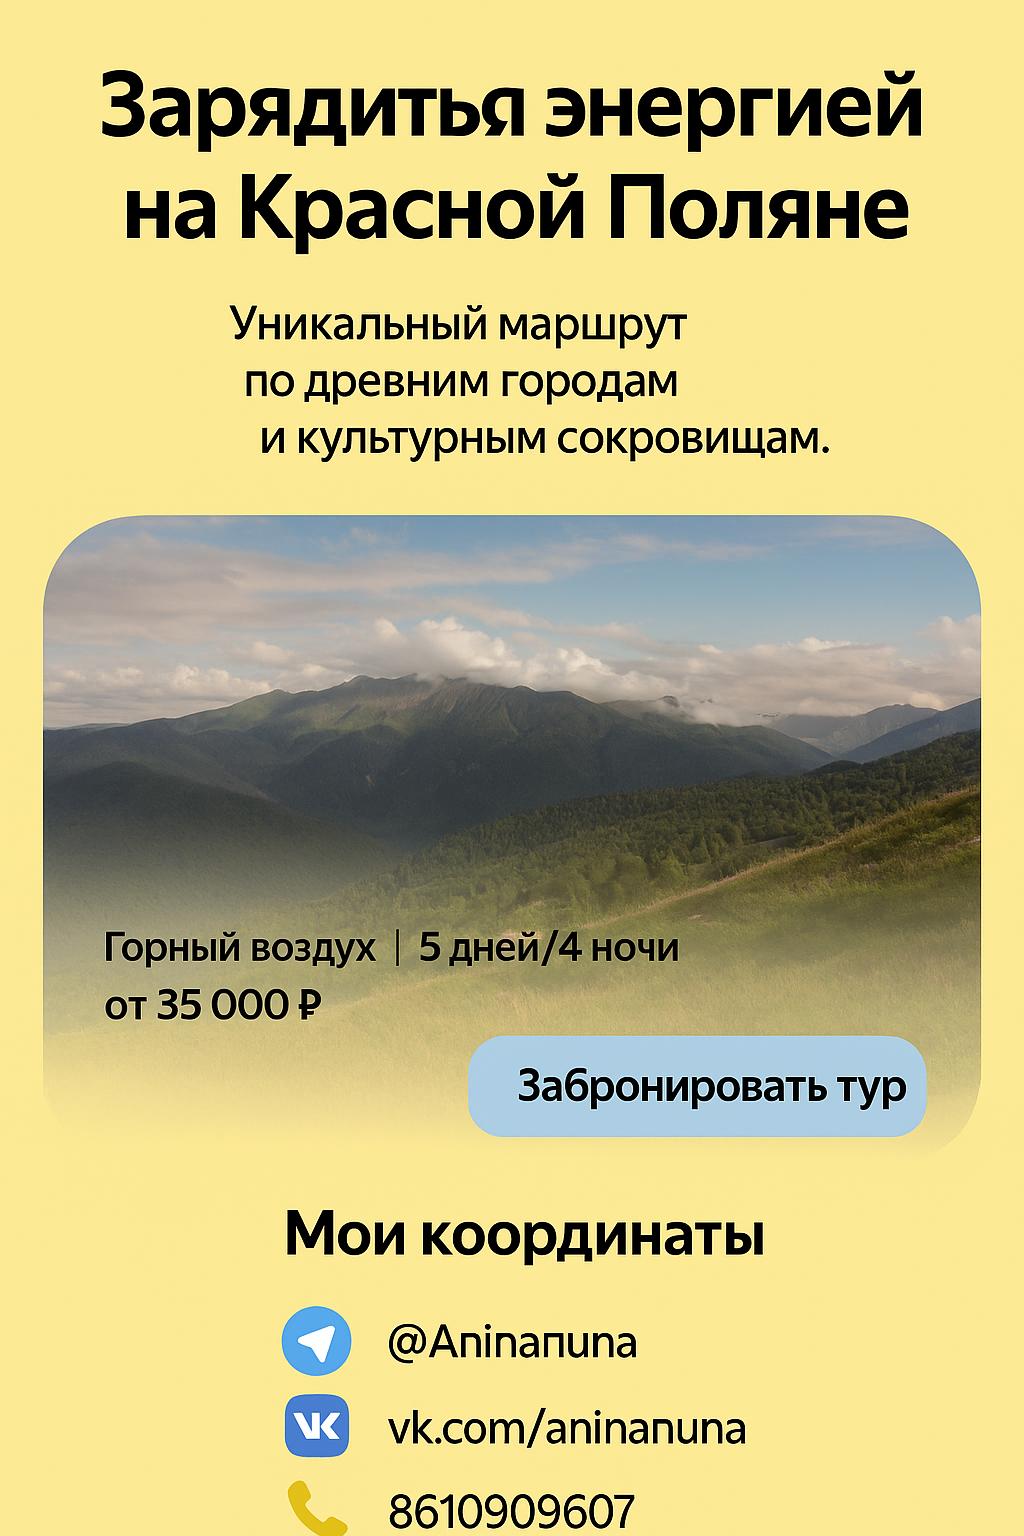 Зарядитья энергией
на Красной Поляне
Уникальный маршрут
по древним городам
и культурным сокровищам.
Горный воздух | 5 дней/4 ночи
от 35 000 ₽
Забронировать тур
Мои координаты
@Aninaпuna
vk.com/aninanuna
8610909607